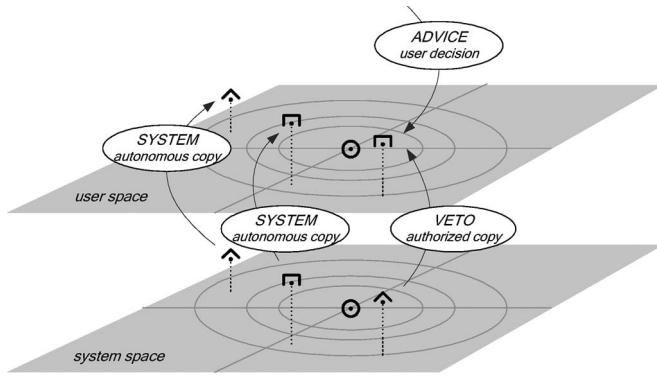 ADVICE
user decision
SYSTEM
autonomous copy
user space
SYSTEM
autonomous copy
VETO
authorized copy
system space